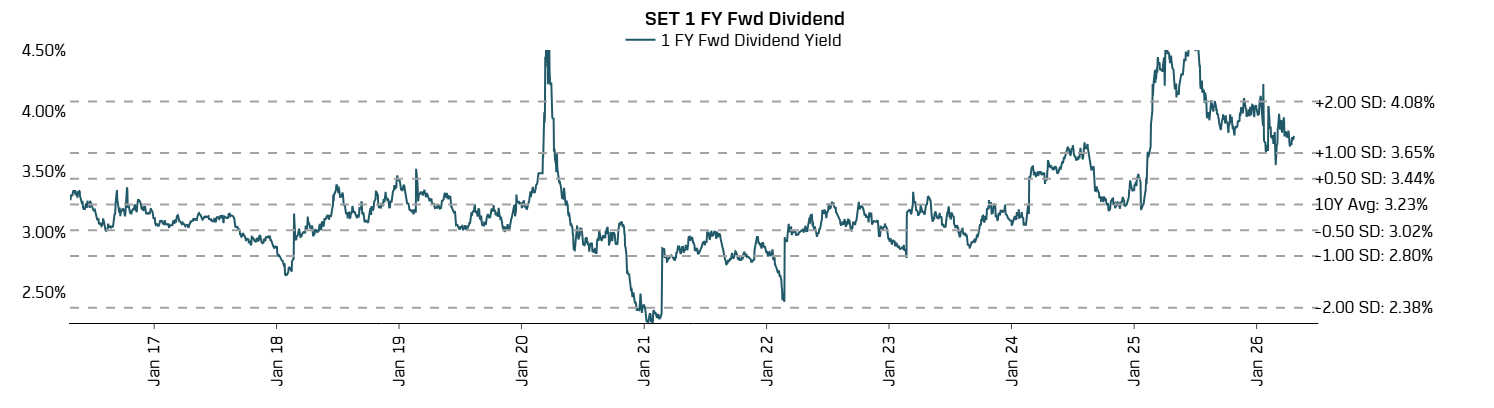 SET 1 FY Fwd Dividend
1 FY Fwd Dividend Yield
4.50%
4.00%
3.50%
3.00%
2.50%
+2.00 SD: 4.08%
+1.00 SD: 3.65%
+0.50 SD: 3.44%
10Y Avg: 3.23%
-0.50 SD: 3.02%
-1.00 SD: 2.80%
-2.00 SD: 2.38%
Jan 17
Jan 18
Jan 19
Jan 20
Jan 21
Jan 22
Jan 23
Jan 24
Jan 25
Jan 26